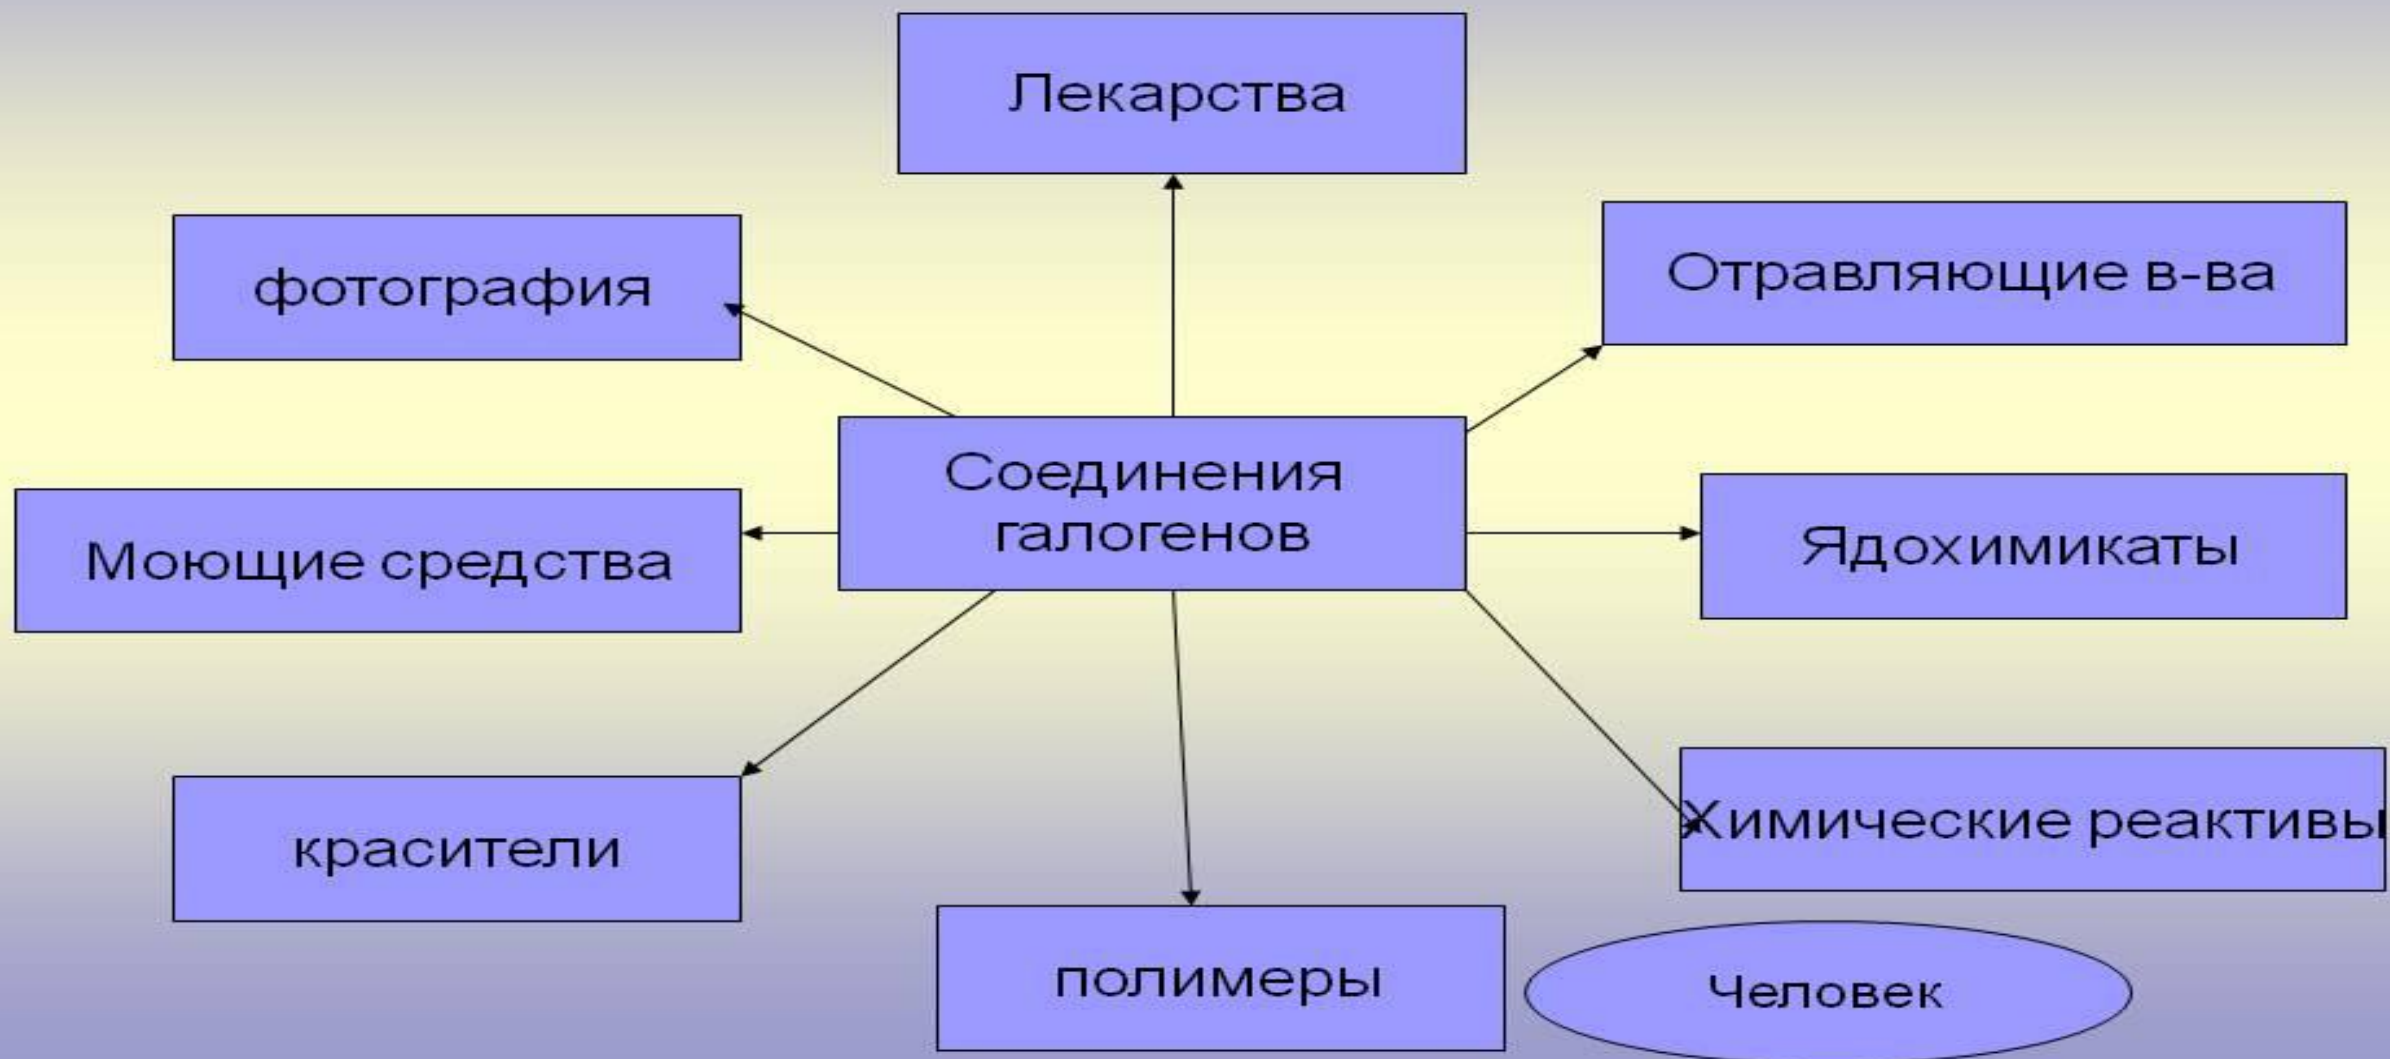 Лекарства
фотография
Отравляющие в-ва
Соединения
галогенов
Моющие средства
Ядохимикаты
Химические реактивы
красители
полимеры
Человек